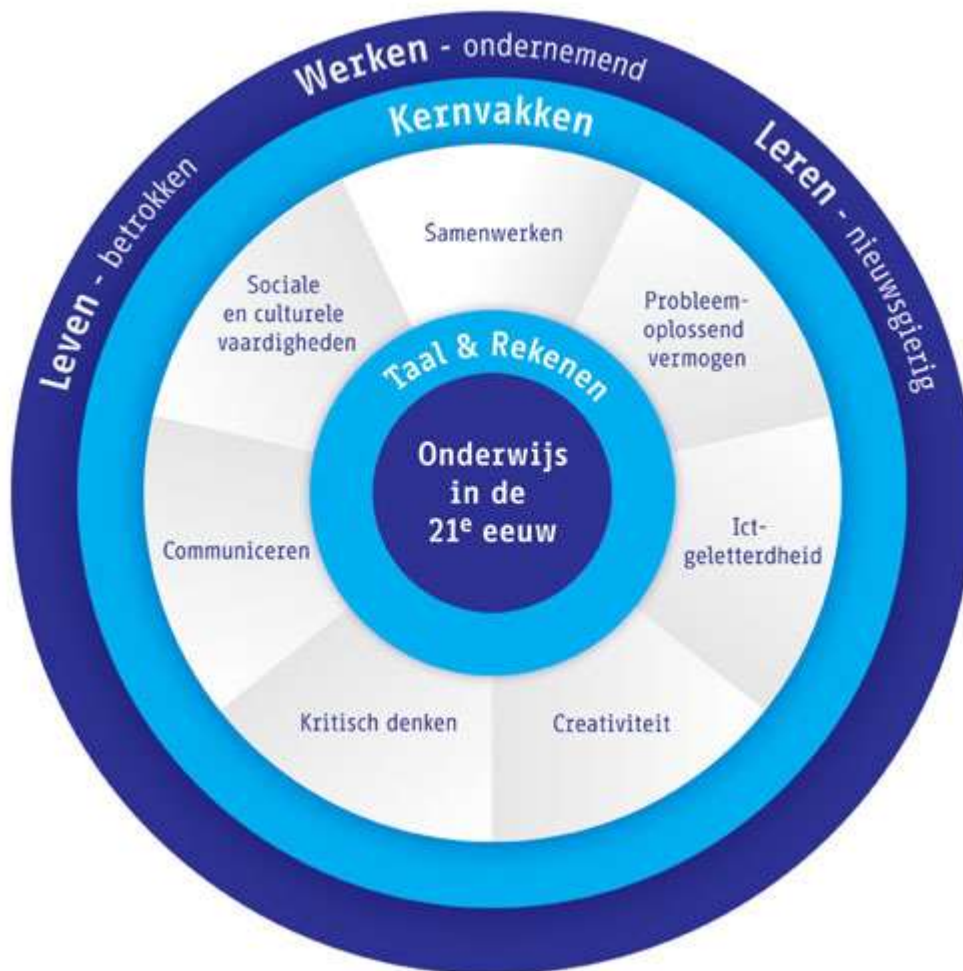 Werken - ondernemend
Leven - betrokken
Leren - nieuwsgierig
Kernvakken
Samenwerken
Sociale
en culturele
vaardigheden
Probleem-
oplossend
vermogen
Taal & Rekenen
Onderwijs
in de
21e eeuw
Communiceren
Ict-
geletterdheid
Kritisch denken
Creativiteit